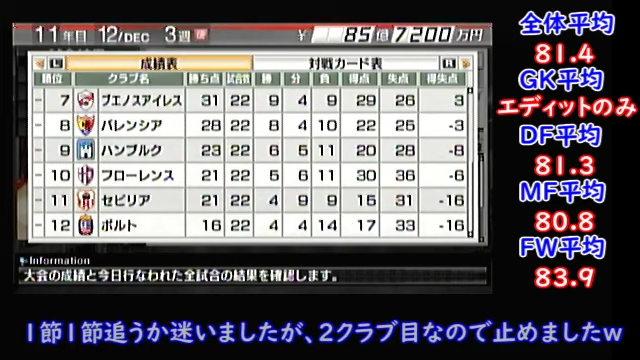 11年目 12/DEC 3週 ¥ 85億7200万円
L 成績表 対戦カード表 R
順位 クラブ名 勝ち点 試合数 勝 分 負 得点 失点 得失点
7 ブエノスアイレス 31 22 9 4 9 29 26 3
8 バレンシア 28 22 8 4 10 22 25 -3
9 ハンブルク 23 22 6 5 11 20 28 -8
10 フローレンス 21 22 5 6 11 30 36 -6
11 セビリア 21 22 4 9 9 15 31 -16
12 ポルト 16 22 4 4 14 17 33 -16
Information
大会の成績と今日行なわれた全試合の結果を確認します。
全体平均
81.4
GK平均
エディットのみ
DF平均
81.3
MF平均
80.8
FW平均
83.9
1節1節追うか迷いましたが、2クラブ目なので止めましたw